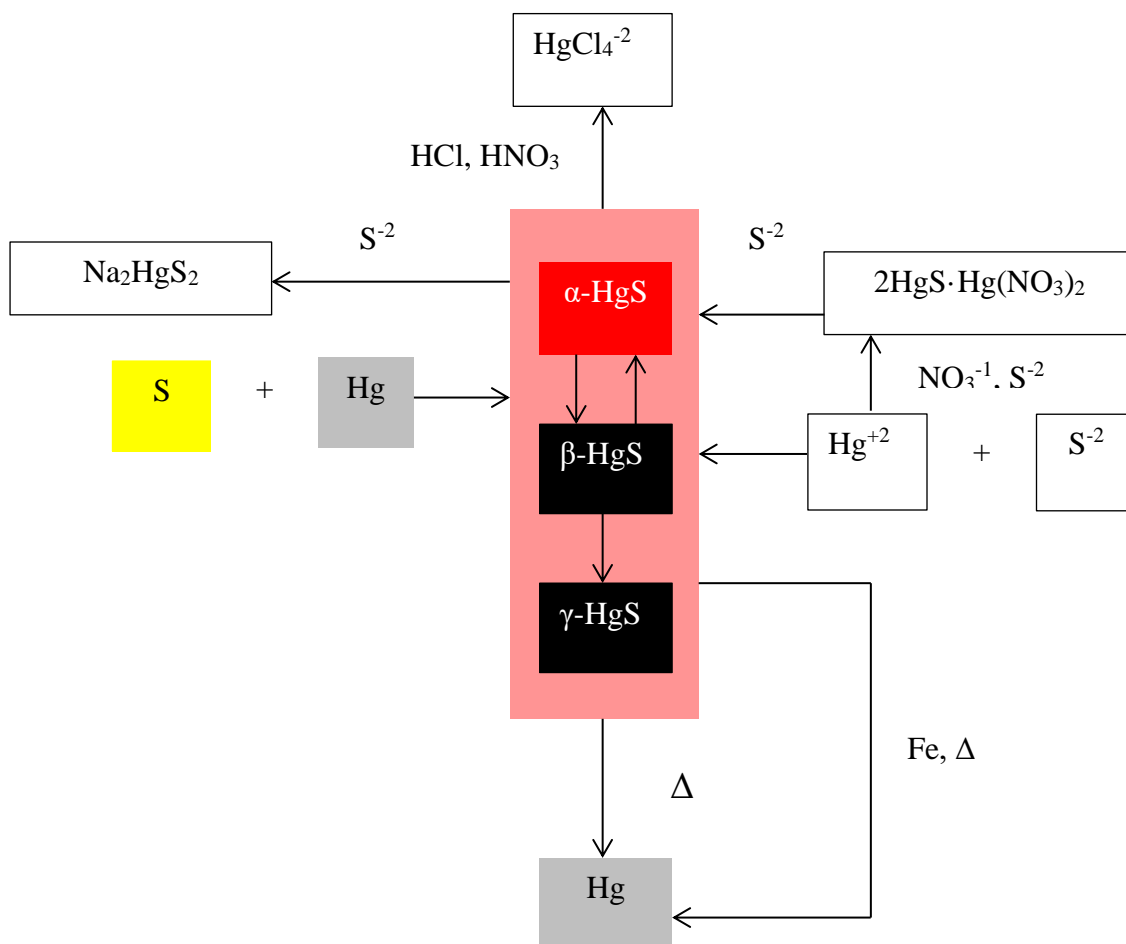 HgCl₄⁻²
HCl, HNO₃
S⁻² S⁻²
Na₂HgS₂ α-HgS 2HgS·Hg(NO₃)₂
S + Hg NO₃⁻¹, S⁻²
β-HgS Hg⁺² + S⁻²
γ-HgS
Fe, Δ
Δ
Hg